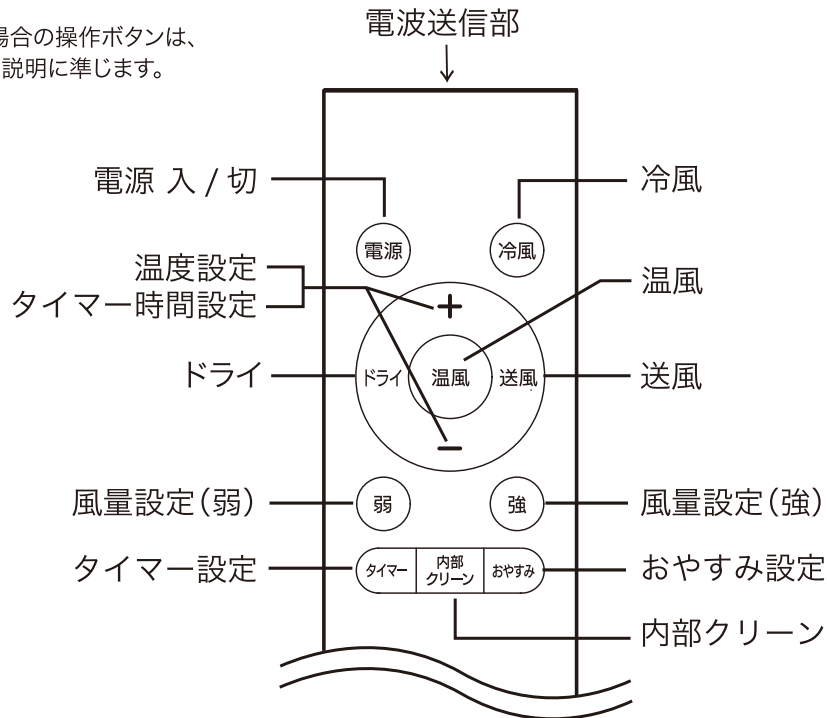 場合の操作ボタンは、
説明に準じます。
電波送信部
電源 入 / 切
冷風
電源
冷風
温度設定
タイマー時間設定
+
温風
ドライ
ドライ
温風
送風
送風
−
風量設定(弱)
弱
強
風量設定(強)
タイマー設定
タイマー
内部
クリーン
おやすみ
おやすみ設定
内部クリーン